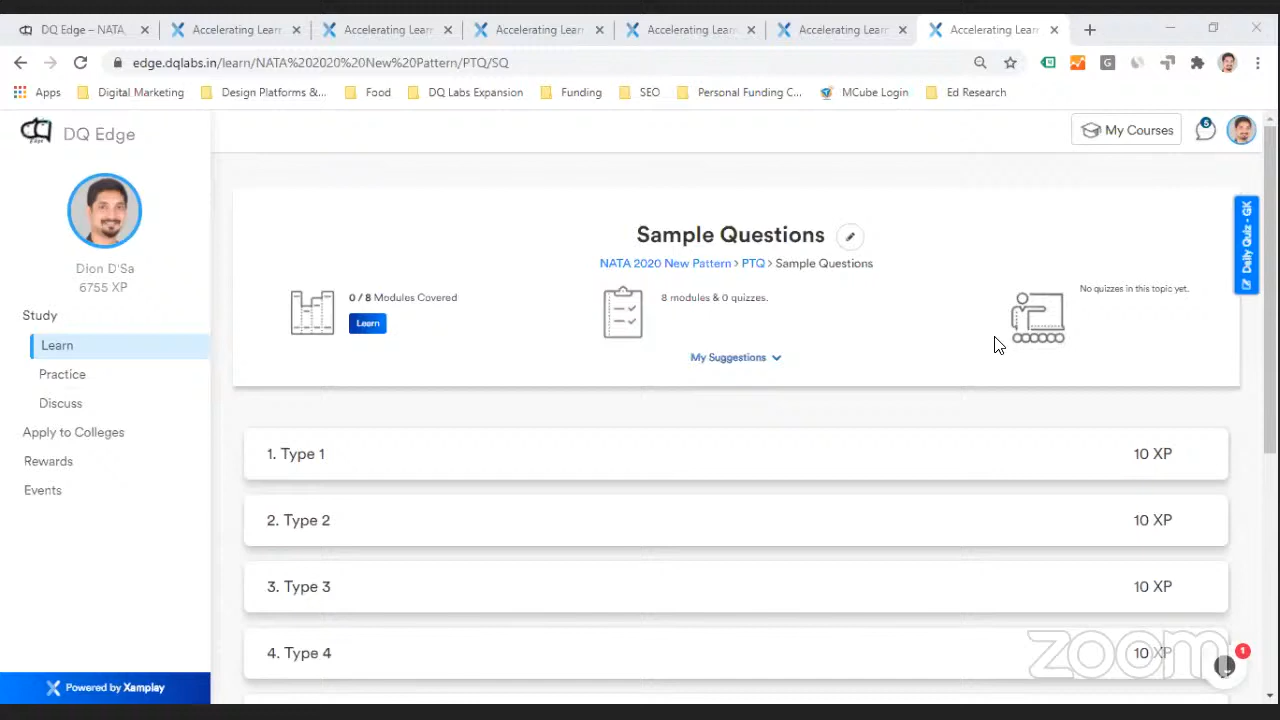 DQ Edge – NATA
Accelerating Learn
Accelerating Learn
Accelerating Learn
Accelerating Learn
Accelerating Learn
Accelerating Learn
edge.dqlabs.in/learn/NATA%202020%20New%20Pattern/PTQ/SQ
Apps
Digital Marketing
Design Platforms &...
Food
DQ Labs Expansion
Funding
SEO
Personal Funding C...
MCube Login
Ed Research
DQ Edge
My Courses
5
Dion D'Sa
6755 XP
Study
Learn
Practice
Discuss
Apply to Colleges
Rewards
Events
Powered by Xamplay
Sample Questions
NATA 2020 New Pattern > PTQ > Sample Questions
0 / 8 Modules Covered
Learn
8 modules & 0 quizzes.
No quizzes in this topic yet.
My Suggestions
Daily Quiz - GK
1. Type 1
10 XP
2. Type 2
10 XP
3. Type 3
10 XP
4. Type 4
10 XP
zoom
1